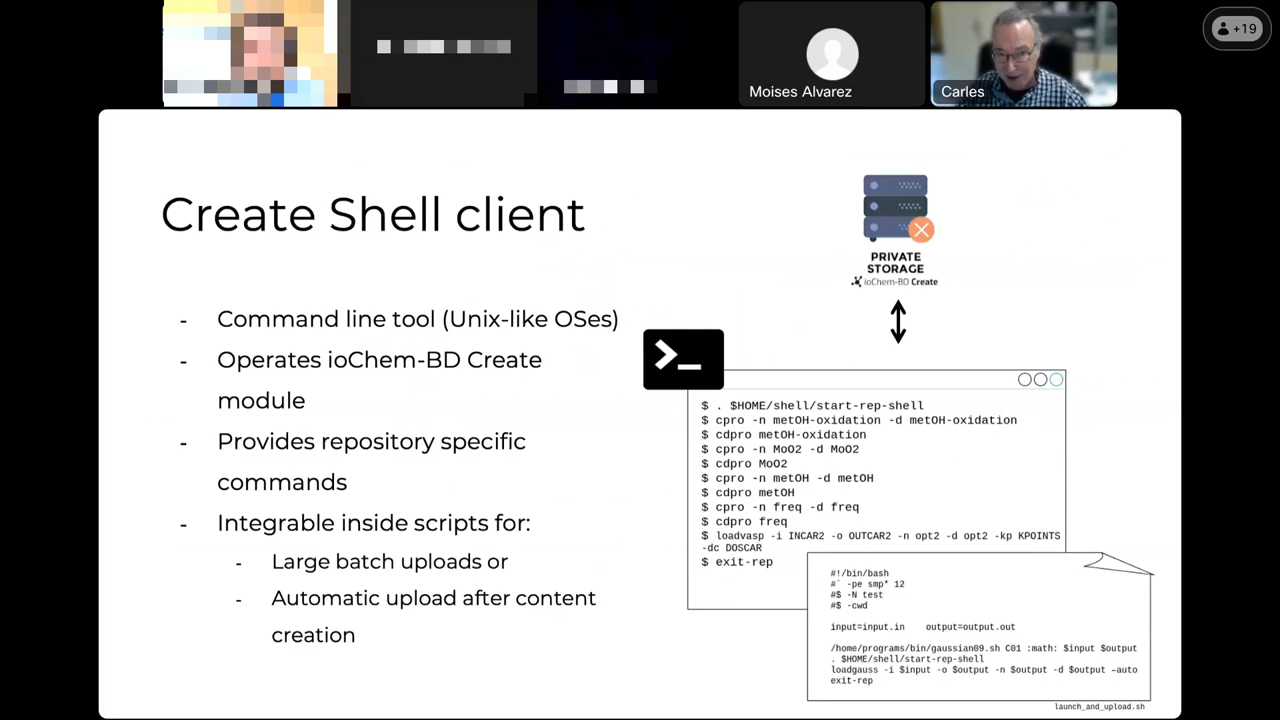 Moises Alvarez
Carles
+19
Create Shell client
- Command line tool (Unix-like OSes)
- Operates ioChem-BD Create
module
- Provides repository specific
commands
- Integrable inside scripts for:
- Large batch uploads or
- Automatic upload after content
creation
PRIVATE
STORAGE
ioChem-BD Create
>_
$ . $HOME/shell/start-rep-shell
$ cpro -n metOH-oxidation -d metOH-oxidation
$ cdpro metOH-oxidation
$ cpro -n MoO2 -d MoO2
$ cdpro MoO2
$ cpro -n metOH -d metOH
$ cdpro metOH
$ cpro -n freq -d freq
$ cdpro freq
$ loadvasp -i INCAR2 -o OUTCAR2 -n opt2 -d opt2 -kp KPOINTS
-dc DOSCAR
$ exit-rep
#!/bin/bash
#` -pe smp* 12
#$ -N test
#$ -cwd
input=input.in output=output.out
/home/programs/bin/gaussian09.sh C01 :math: $input $output
. $HOME/shell/start-rep-shell
loadgauss -i $input -o $output -n $output -d $output –auto
exit-rep
launch_and_upload.sh